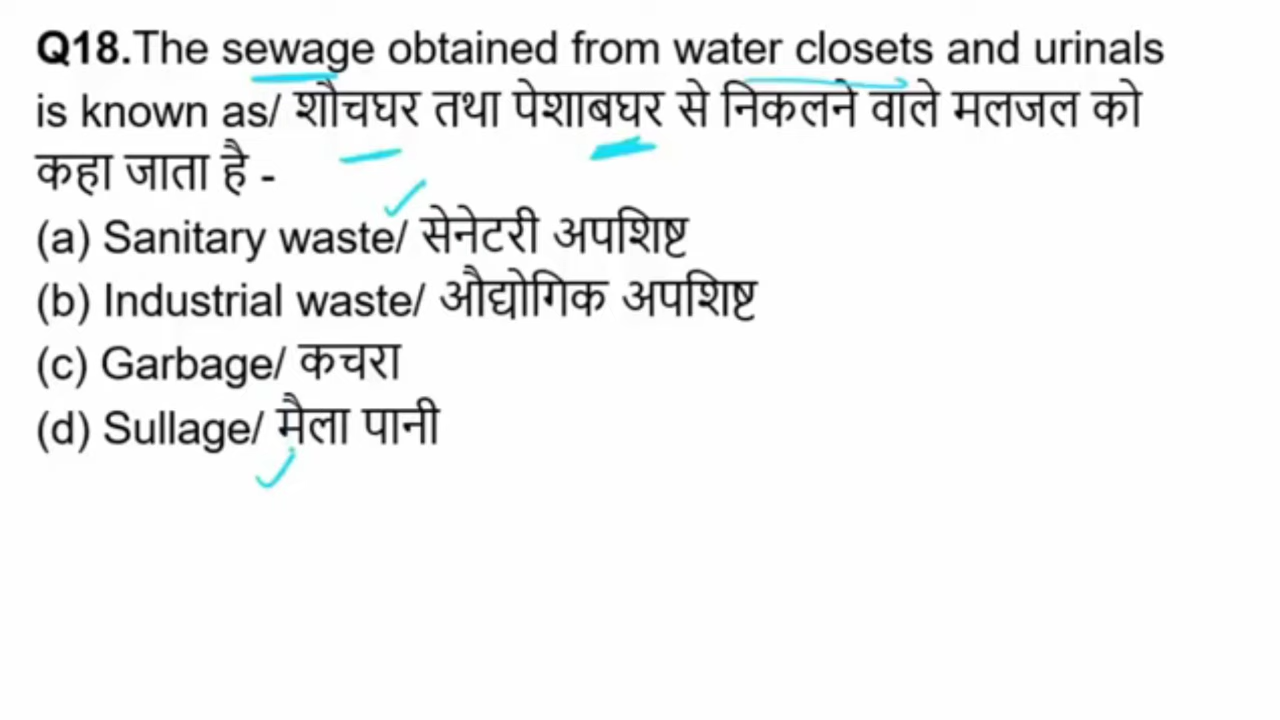 Q18.The sewage obtained from water closets and urinals
is known as/ शौचघर तथा पेशाबघर से निकलने वाले मलजल को
कहा जाता है -
(a) Sanitary waste/ सेनेटरी अपशिष्ट
(b) Industrial waste/ औद्योगिक अपशिष्ट
(c) Garbage/ कचरा
(d) Sullage/ मैला पानी